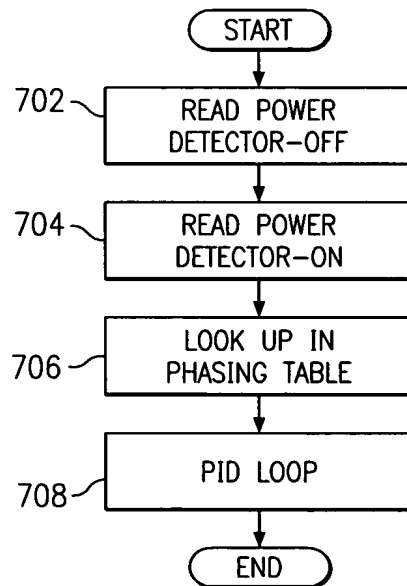 START
702
READ POWER
DETECTOR-OFF
704
READ POWER
DETECTOR-ON
706
LOOK UP IN
PHASING TABLE
708
PID LOOP
END